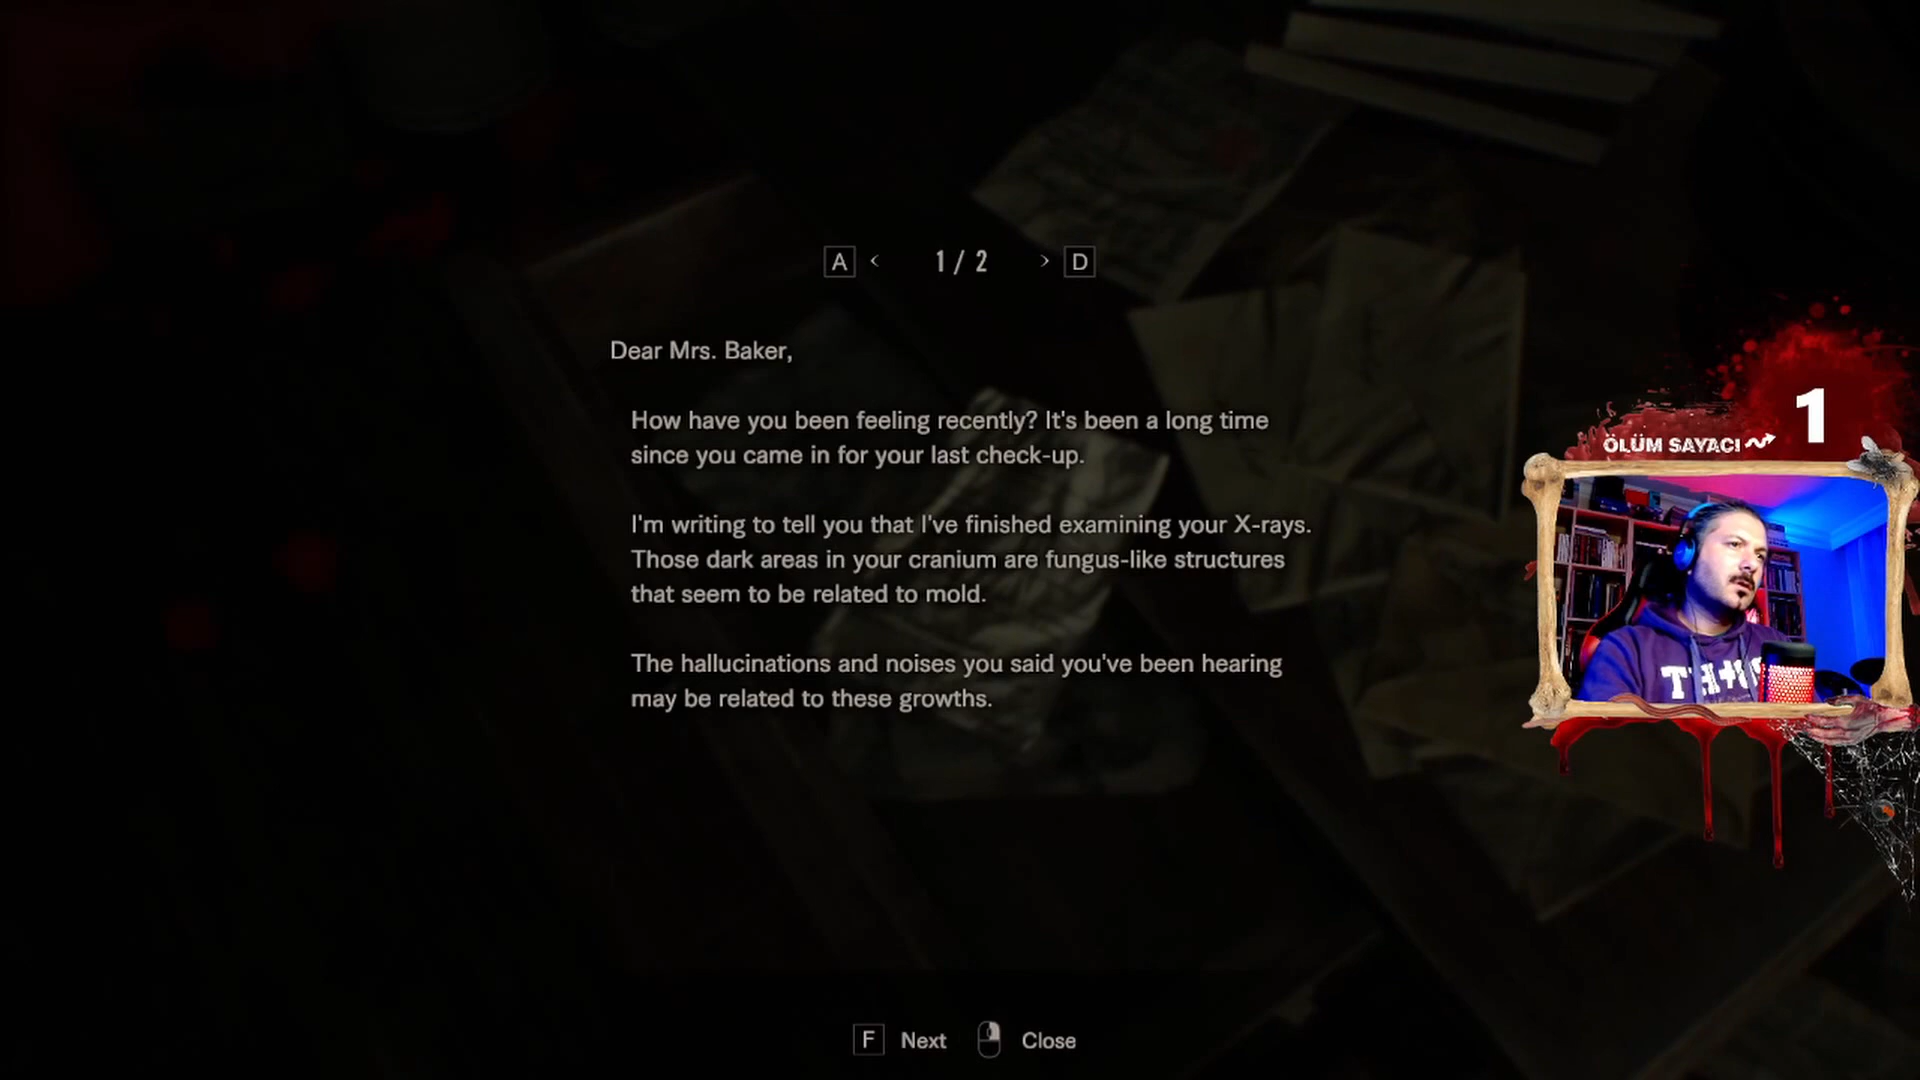 A < 1 / 2 > D
Dear Mrs. Baker,
How have you been feeling recently? It's been a long time
since you came in for your last check-up.
I'm writing to tell you that I've finished examining your X-rays.
Those dark areas in your cranium are fungus-like structures
that seem to be related to mold.
The hallucinations and noises you said you've been hearing
may be related to these growths.
ÖLÜM SAYACI 1
F Next Close